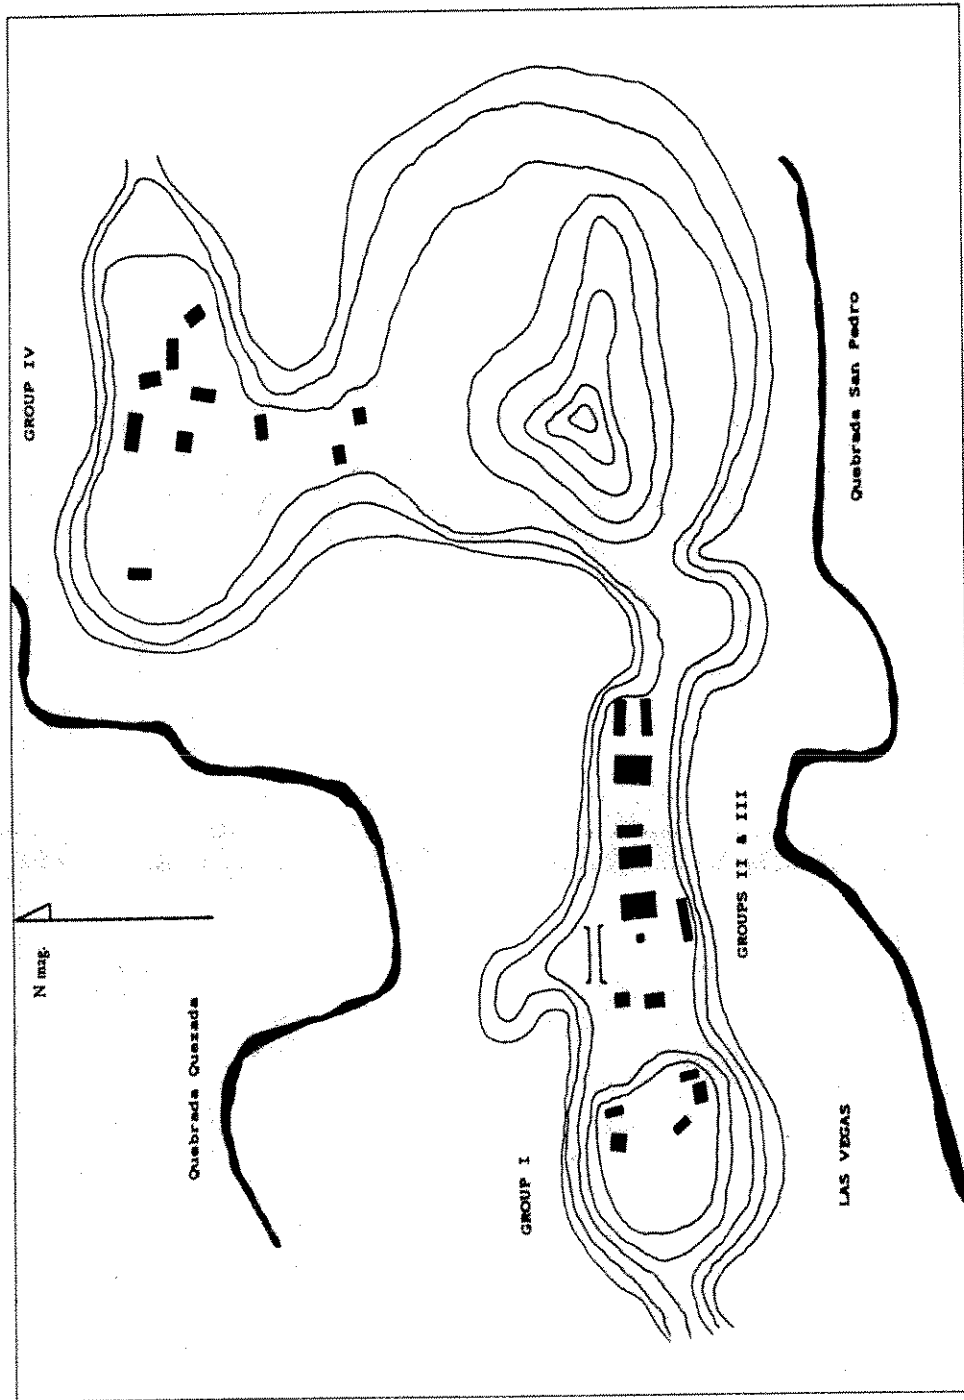 GROUP IV
Quebrada San Pedro
N mag.
GROUPS II & III
Quebrada Quezada
GROUP I
LAS VEGAS